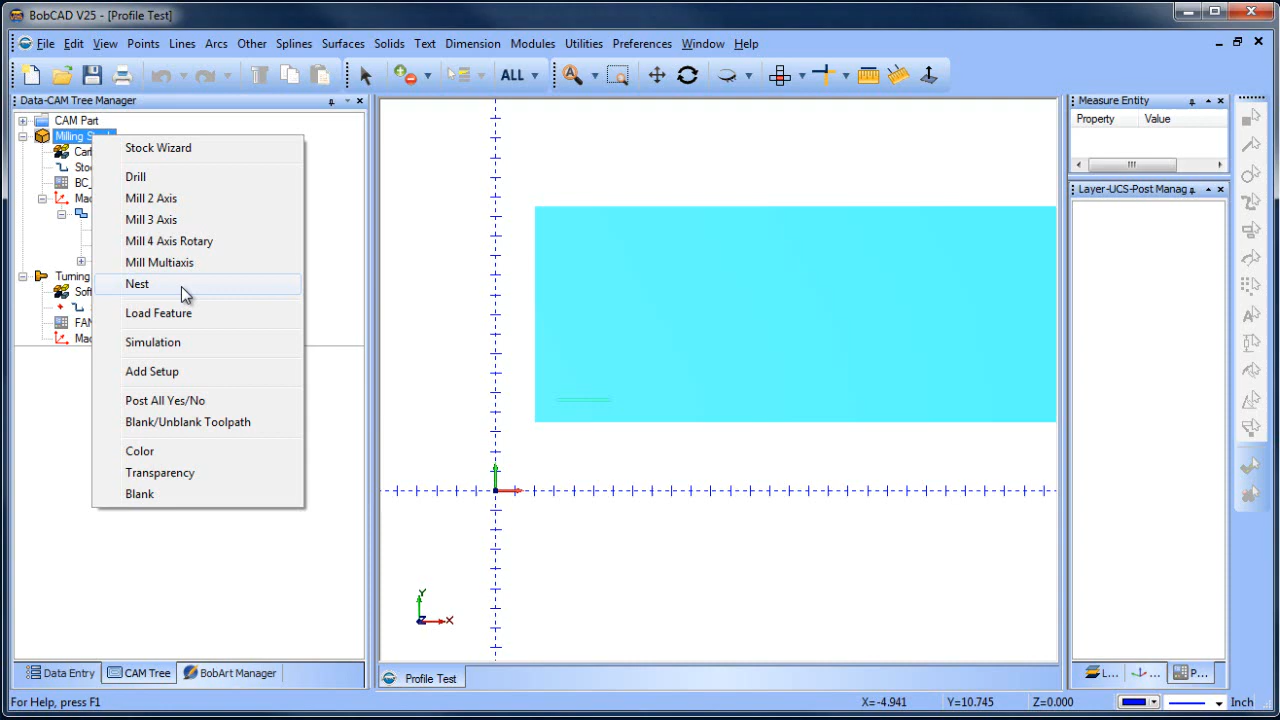 BobCAD V25 - [Profile Test]
File Edit View Points Lines Arcs Other Splines Surfaces Solids Text Dimension Modules Utilities Preferences Window Help
ALL
Data-CAM Tree Manager
CAM Part
Milling
Stock Wizard
Drill
BC_
Mill 2 Axis
Mill 3 Axis
Mill 4 Axis Rotary
Mill Multiaxis
Turning
Nest
Load Feature
Simulation
Add Setup
Post All Yes/No
Blank/Unblank Toolpath
Color
Transparency
Blank
Data Entry CAM Tree BobArt Manager
Y
Z X
Profile Test
Measure Entity
Property Value
Layer-UCS-Post Manag
L... ... P...
For Help, press F1 X=-4.941 Y=10.745 Z=0.000 Inch